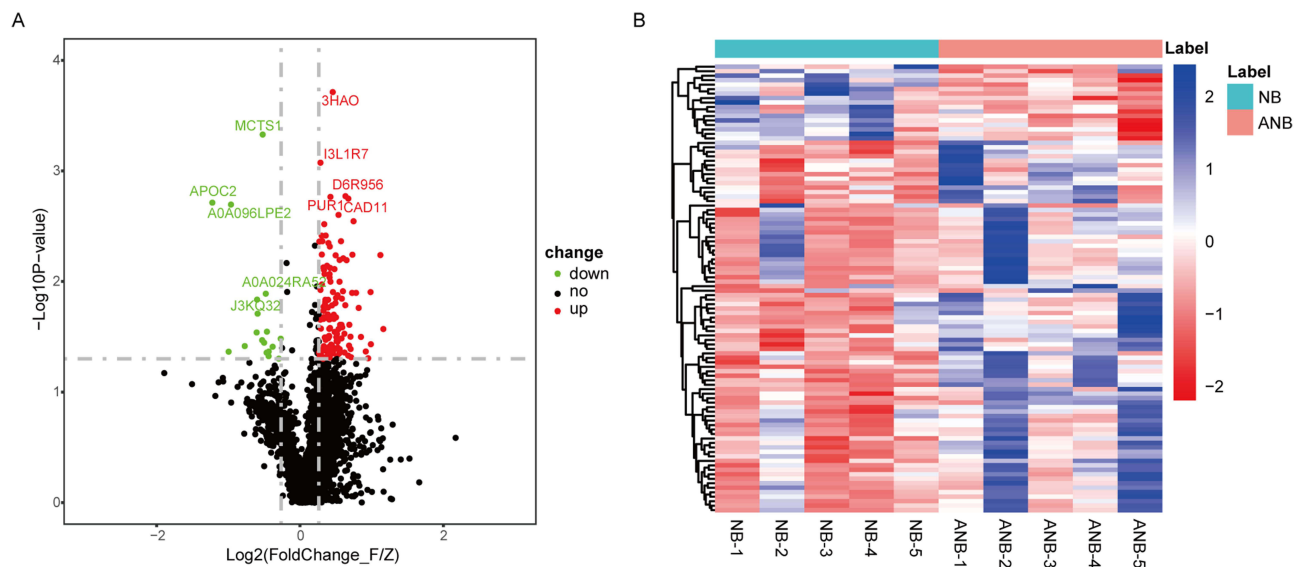 A
4
3
2
1
0
−Log10P−value)
−2
0
2
Log2(FoldChange_F/Z)
3HAO
MCTS1
I3L1R7
D6R956
APOC2
A0A096LPE2
PUR1
CAD11
J3KQ32
change
down
no
up
B
Label
2
1
0
−1
−2
Label
NB
ANB
NB-1
NB-2
NB-3
NB-4
NB-5
ANB-1
ANB-2
ANB-3
ANB-4
ANB-5